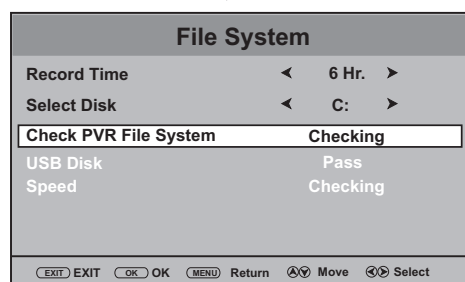 File System
Record Time 6 Hr.
Select Disk C:
Check PVR File System Checking
USB Disk Pass
Speed Checking
EXIT EXIT OK OK MENU Return Move Select